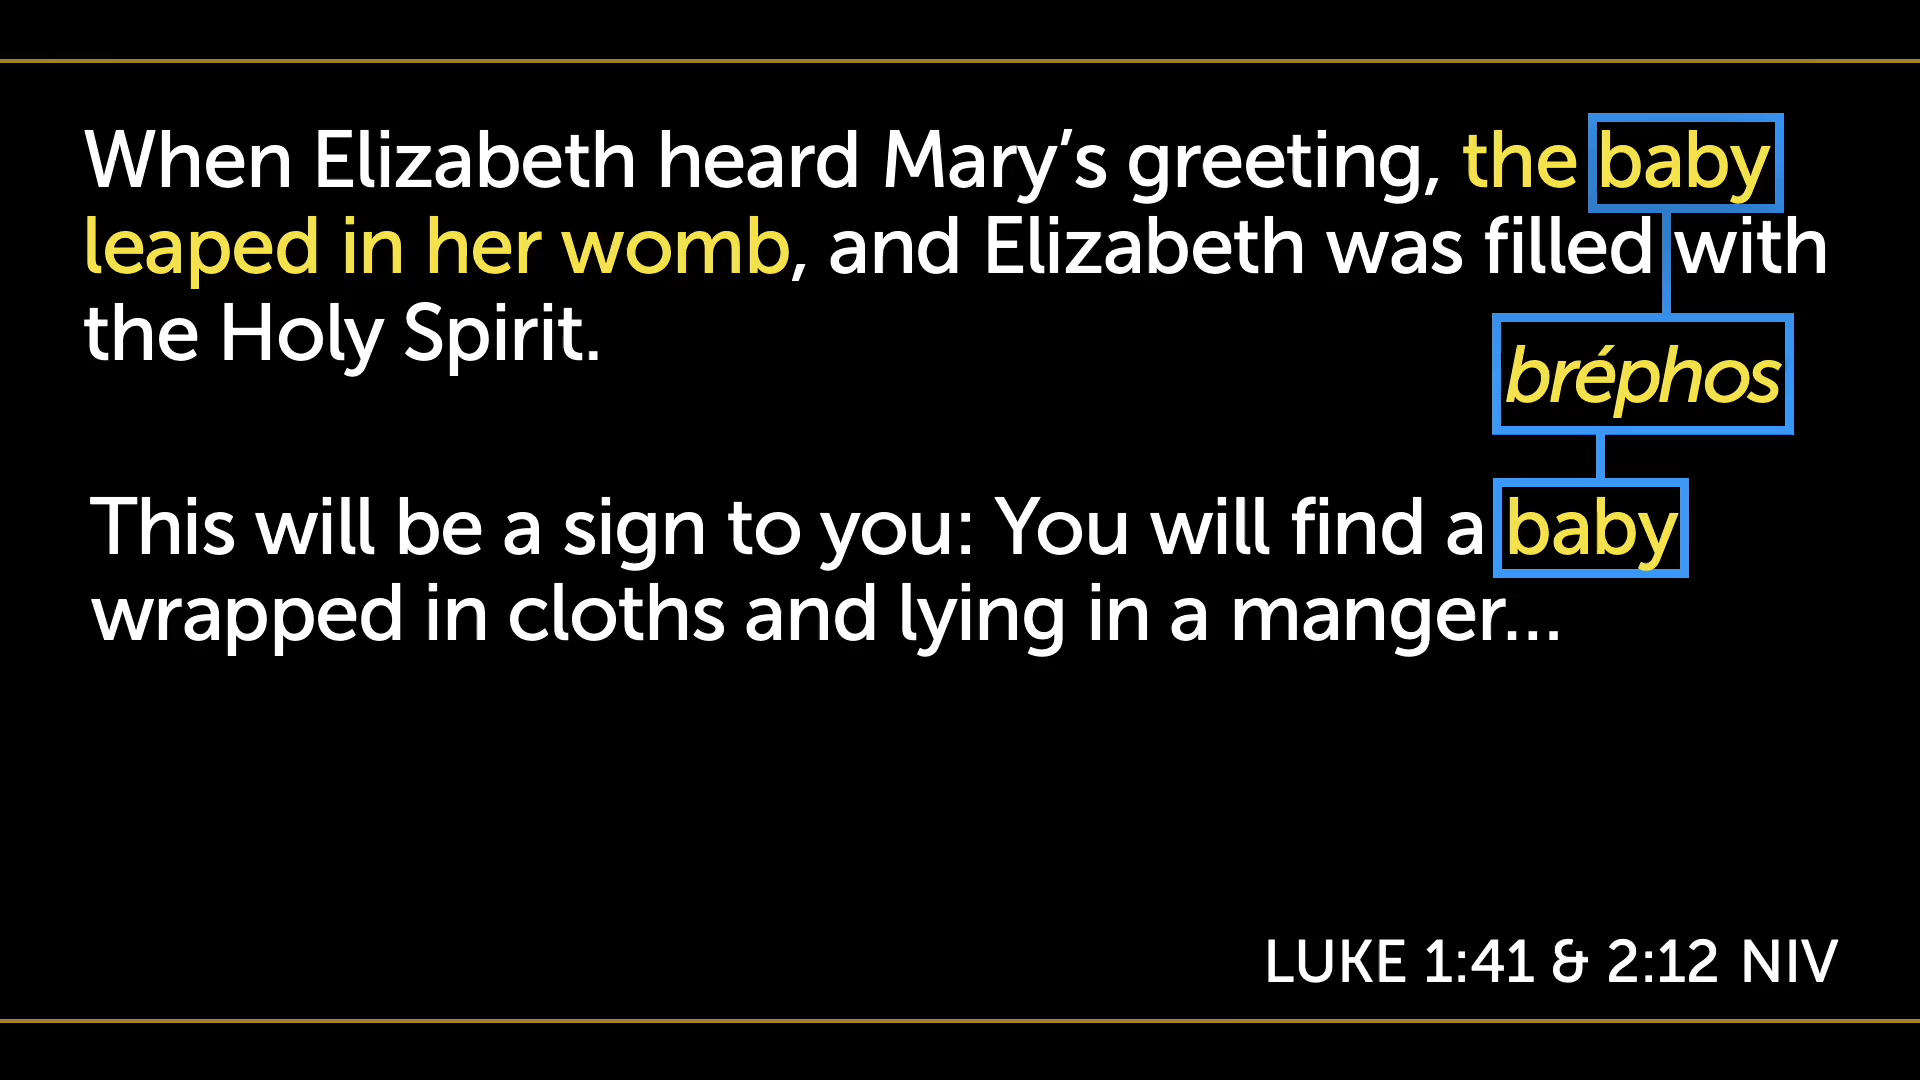 When Elizabeth heard Mary’s greeting, the baby
leaped in her womb, and Elizabeth was filled with
the Holy Spirit.
bréphos
This will be a sign to you: You will find a baby
wrapped in cloths and lying in a manger…
LUKE 1:41 & 2:12 NIV